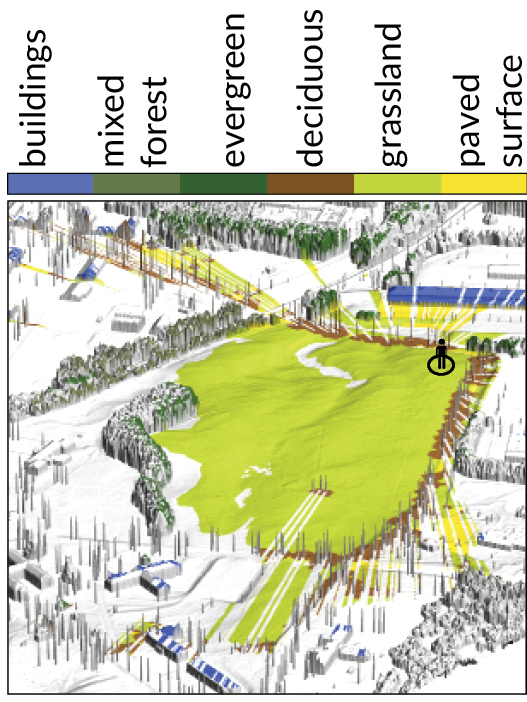 buildings
mixed
forest
evergreen
deciduous
grassland
paved
surface